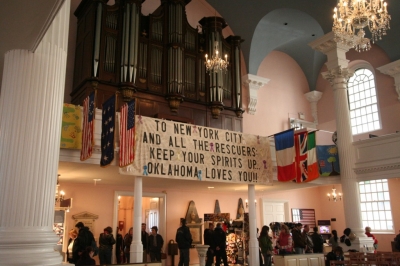 TO NEW YORK CITY
AND ALL THE RESCUERS:
KEEP YOUR SPIRITS UP..
OKLAHOMA LOVES YOU!!